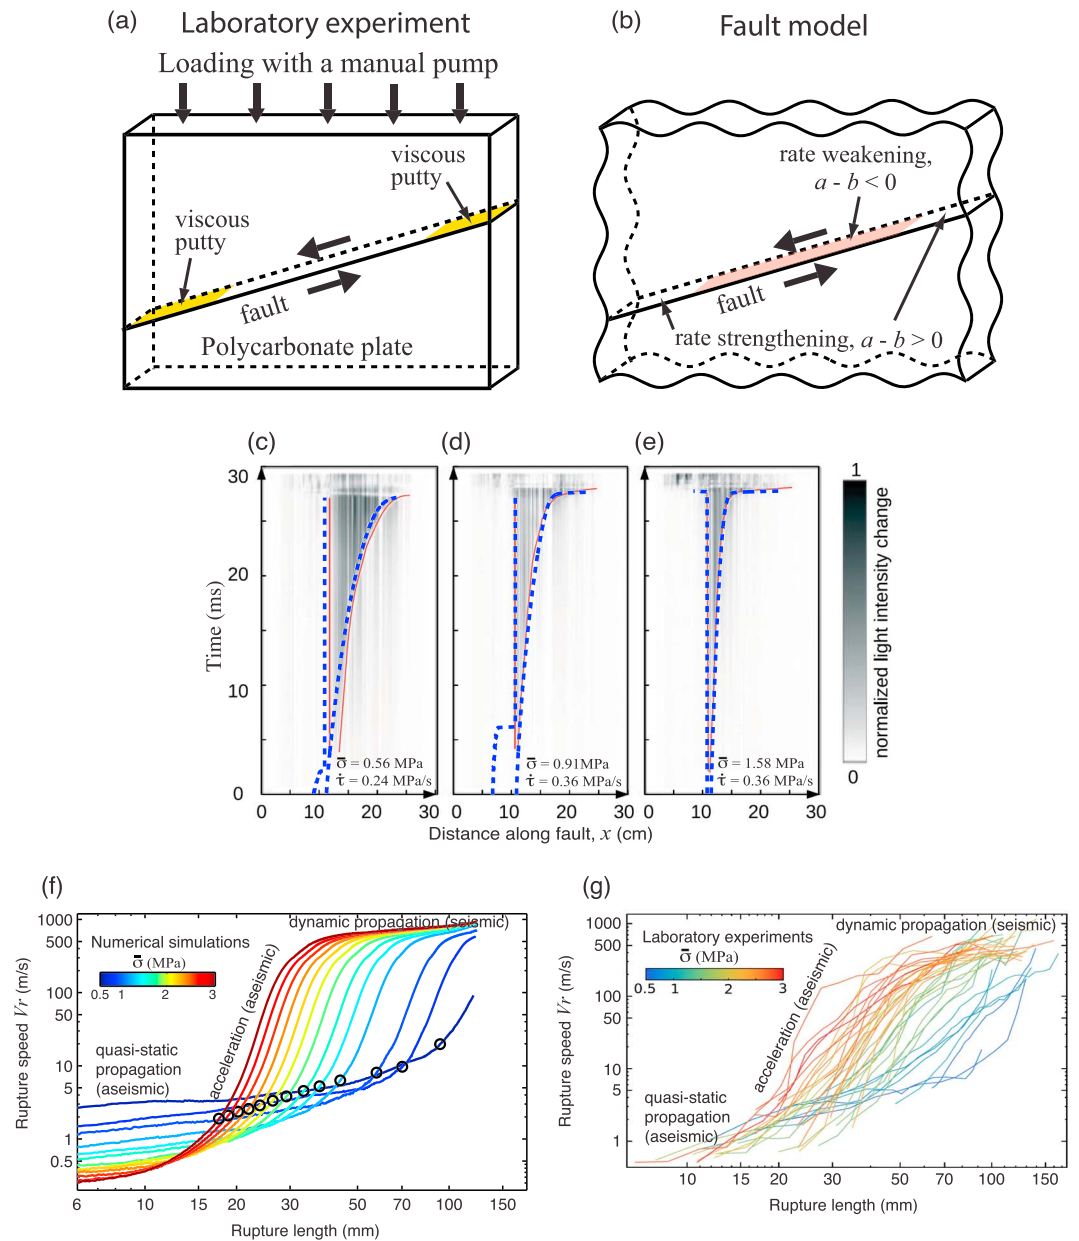 (a)
Laboratory experiment
Loading with a manual pump
viscous
putty
viscous
putty
fault
Polycarbonate plate
(b)
Fault model
rate weakening,
a - b < 0
fault
rate strengthening, a - b > 0
(c)
(d)
(e)
30
20
10
0
Time (ms)
σ̄ = 0.56 MPa
τ̇ = 0.24 MPa/s
σ̄ = 0.91MPa
τ̇ = 0.36 MPa/s
σ̄ = 1.58 MPa
τ̇ = 0.36 MPa/s
0 10 20 30
0 10 20 30
0 10 20 30
Distance along fault, x (cm)
1
0
normalized light intensity change
(f)
1000
500
100
50
10
5
1
0.5
Rupture speed Vr (m/s)
dynamic propagation (seismic)
Numerical simulations
σ̄ (MPa)
0.5 1 2 3
acceleration (aseismic)
quasi-static
propagation
(aseismic)
6 10 20 30 50 70 100 150
Rupture length (mm)
(g)
1000
500
100
50
10
5
1
Rupture speed Vr (m/s)
dynamic propagation (seismic)
Laboratory experiments
σ̄ (MPa)
0.5 1 2 3
acceleration (aseismic)
quasi-static
propagation
(aseismic)
10 20 30 50 70 100 150
Rupture length (mm)